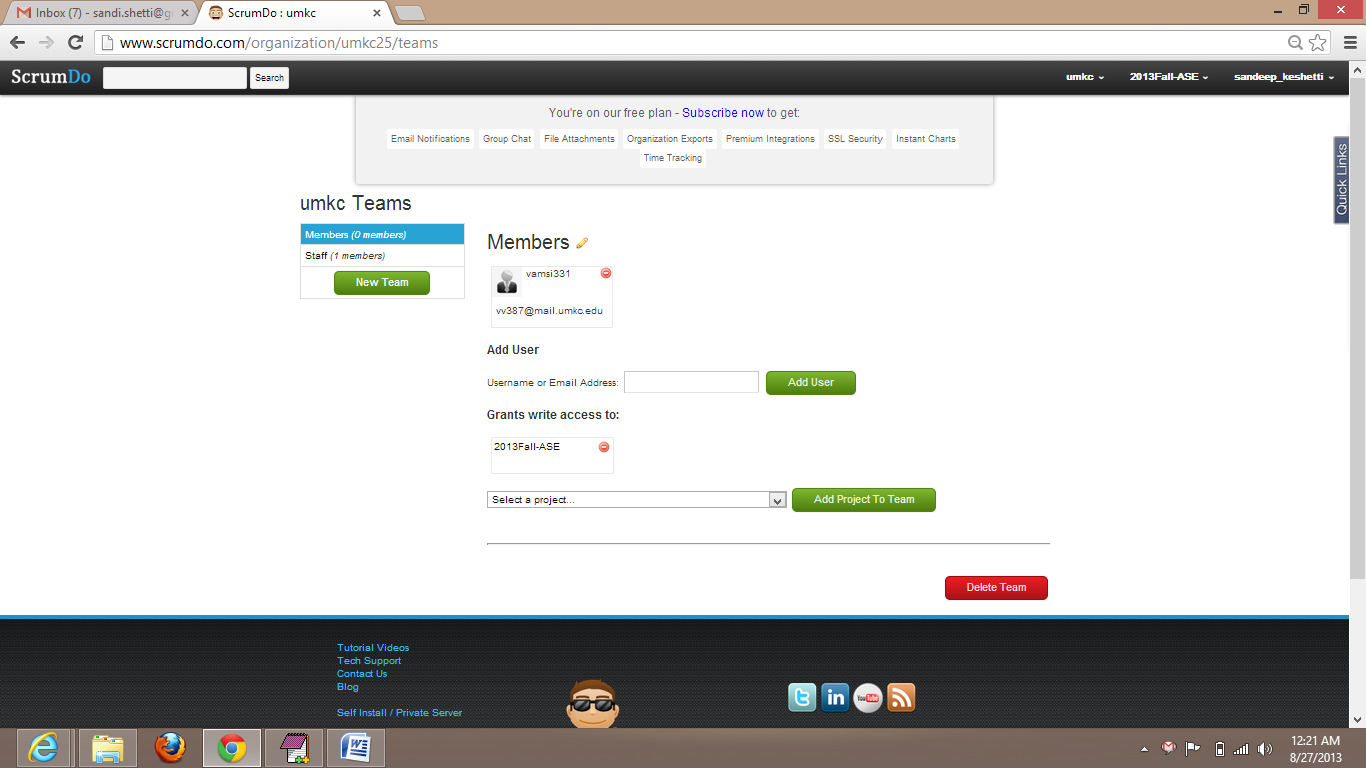 Inbox (7) - sandi.shetti@g
ScrumDo : umkc
www.scrumdo.com/organization/umkc25/teams
ScrumDo Search umkc 2013Fall-ASE sandeep_keshetti
You're on our free plan - Subscribe now to get:
Email Notifications Group Chat File Attachments Organization Exports Premium Integrations SSL Security Instant Charts
Time Tracking
Quick Links
umkc Teams
Members (0 members)
Staff (1 members)
New Team
Members
vamsi331
vv387@mail.umkc.edu
Add User
Username or Email Address: Add User
Grants write access to:
2013Fall-ASE
Select a project... Add Project To Team
Delete Team
Tutorial Videos
Tech Support
Contact Us
Blog
Self Install / Private Server
in
You Tube
12:21 AM
8/27/2013